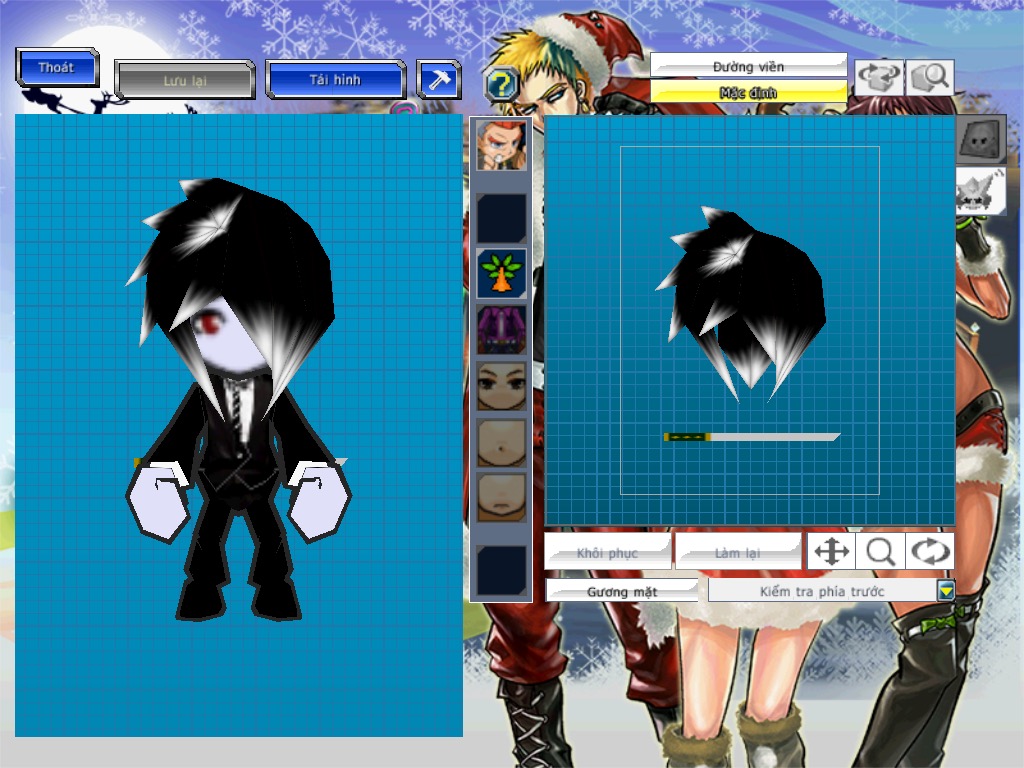 Thoát
Lưu lại
Tải hình
?
Đường viền
Mặc định
Khôi phục
Làm lại
Gương mặt
Kiểm tra phía trước